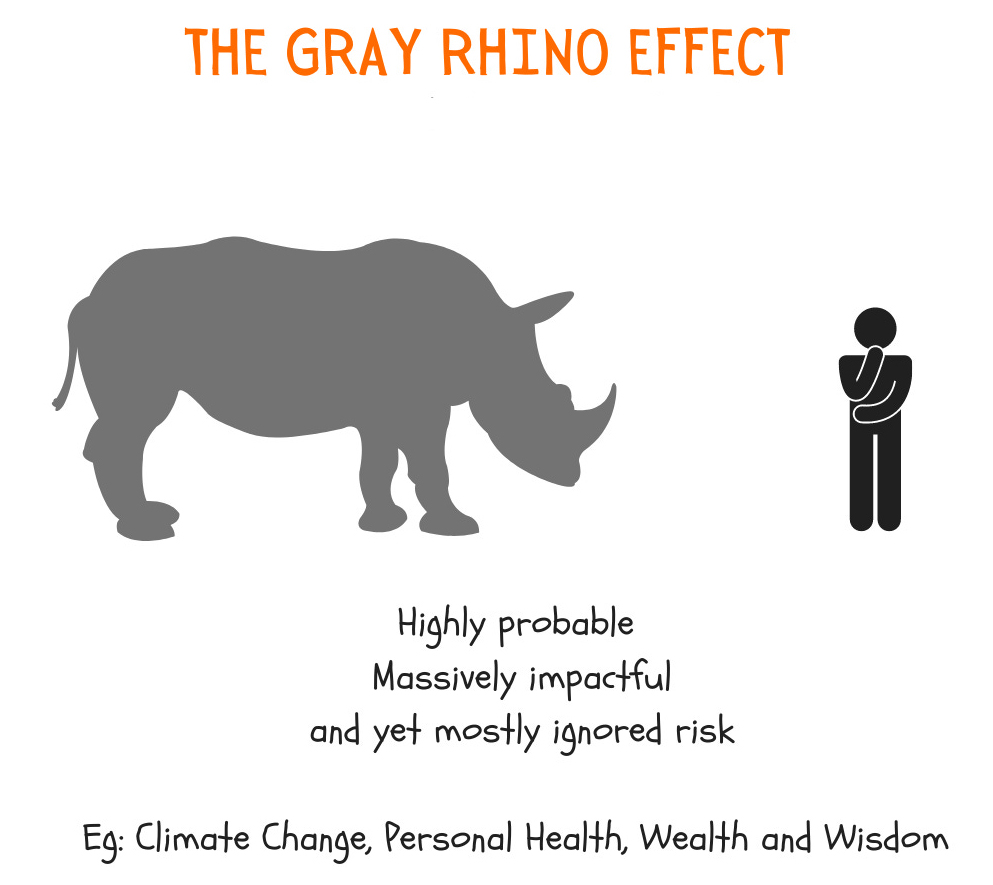 THE GRAY RHINO EFFECT
Highly probable
Massively impactful
and yet mostly ignored risk
Eg: Climate Change, Personal Health, Wealth and Wisdom